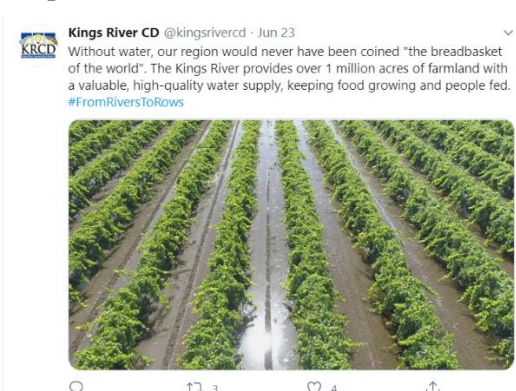 Kings River CD @kingsrivercd · Jun 23
KRCD
Without water, our region would never have been coined "the breadbasket
of the world". The Kings River provides over 1 million acres of farmland with
a valuable, high-quality water supply, keeping food growing and people fed.
#FromRiversToRows
3
4